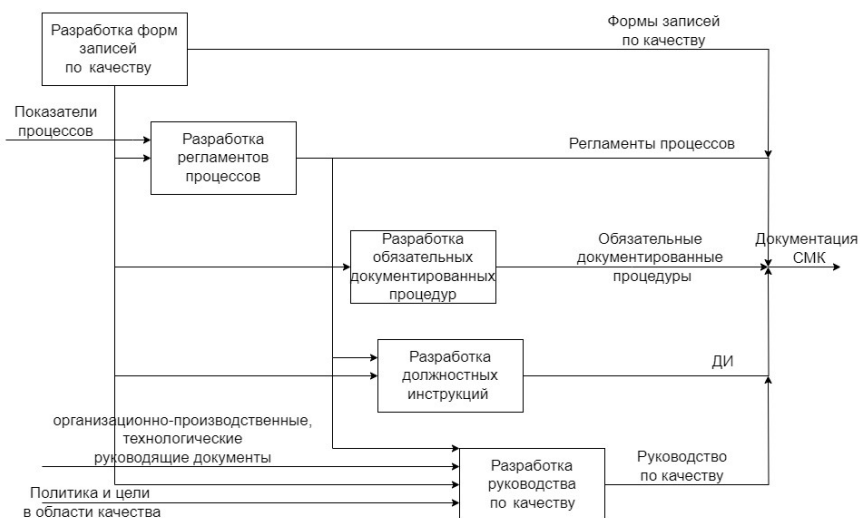 Разработка форм
записей
по качеству
Формы записей
по качеству
Показатели
процессов
Разработка
регламентов
процессов
Регламенты процессов
Разработка
обязательных
документированных
процедур
Обязательные
документированные
процедуры
Документация
СМК
Разработка
должностных
инструкций
ДИ
организационно-производственные,
технологические
руководящие документы
Разработка
руководства
по качеству
Руководство
по качеству
Политика и цели
в области качества